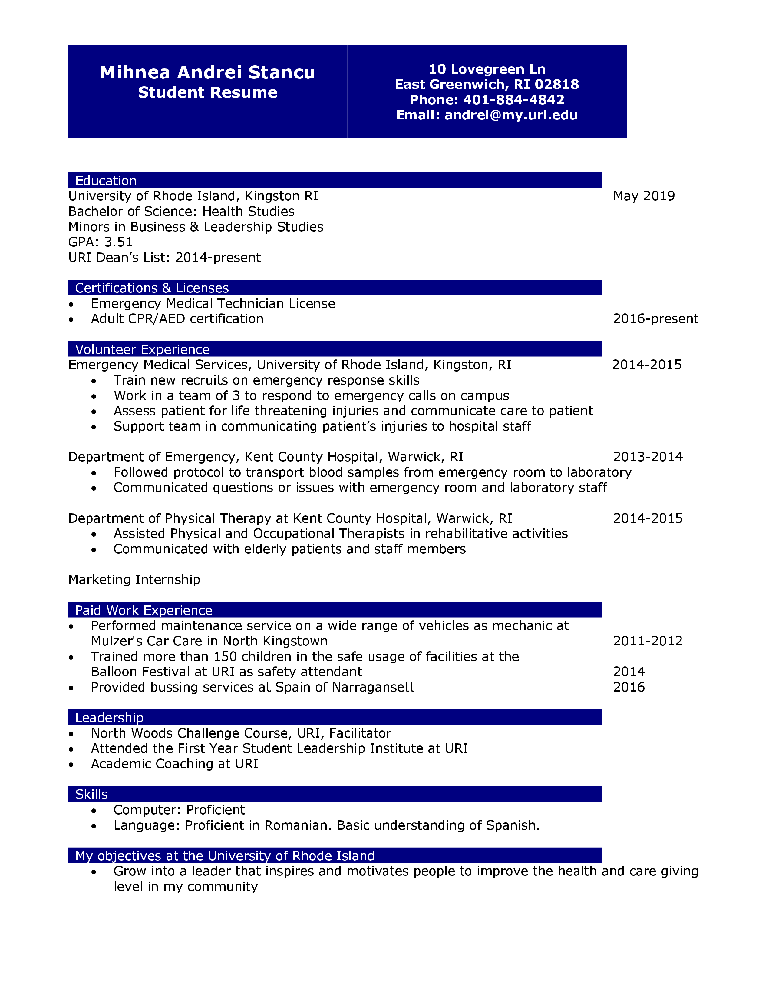 Mihnea Andrei Stancu
Student Resume
10 Lovegreen Ln
East Greenwich, RI 02818
Phone: 401-884-4842
Email: andrei@my.uri.edu
Education
University of Rhode Island, Kingston RI May 2019
Bachelor of Science: Health Studies
Minors in Business & Leadership Studies
GPA: 3.51
URI Dean’s List: 2014-present
Certifications & Licenses
• Emergency Medical Technician License
• Adult CPR/AED certification 2016-present
Volunteer Experience
Emergency Medical Services, University of Rhode Island, Kingston, RI 2014-2015
• Train new recruits on emergency response skills
• Work in a team of 3 to respond to emergency calls on campus
• Assess patient for life threatening injuries and communicate care to patient
• Support team in communicating patient’s injuries to hospital staff
Department of Emergency, Kent County Hospital, Warwick, RI 2013-2014
• Followed protocol to transport blood samples from emergency room to laboratory
• Communicated questions or issues with emergency room and laboratory staff
Department of Physical Therapy at Kent County Hospital, Warwick, RI 2014-2015
• Assisted Physical and Occupational Therapists in rehabilitative activities
• Communicated with elderly patients and staff members
Marketing Internship
Paid Work Experience
• Performed maintenance service on a wide range of vehicles as mechanic at
Mulzer's Car Care in North Kingstown 2011-2012
• Trained more than 150 children in the safe usage of facilities at the
Balloon Festival at URI as safety attendant 2014
• Provided bussing services at Spain of Narragansett 2016
Leadership
• North Woods Challenge Course, URI, Facilitator
• Attended the First Year Student Leadership Institute at URI
• Academic Coaching at URI
Skills
• Computer: Proficient
• Language: Proficient in Romanian. Basic understanding of Spanish.
My objectives at the University of Rhode Island
• Grow into a leader that inspires and motivates people to improve the health and care giving
level in my community